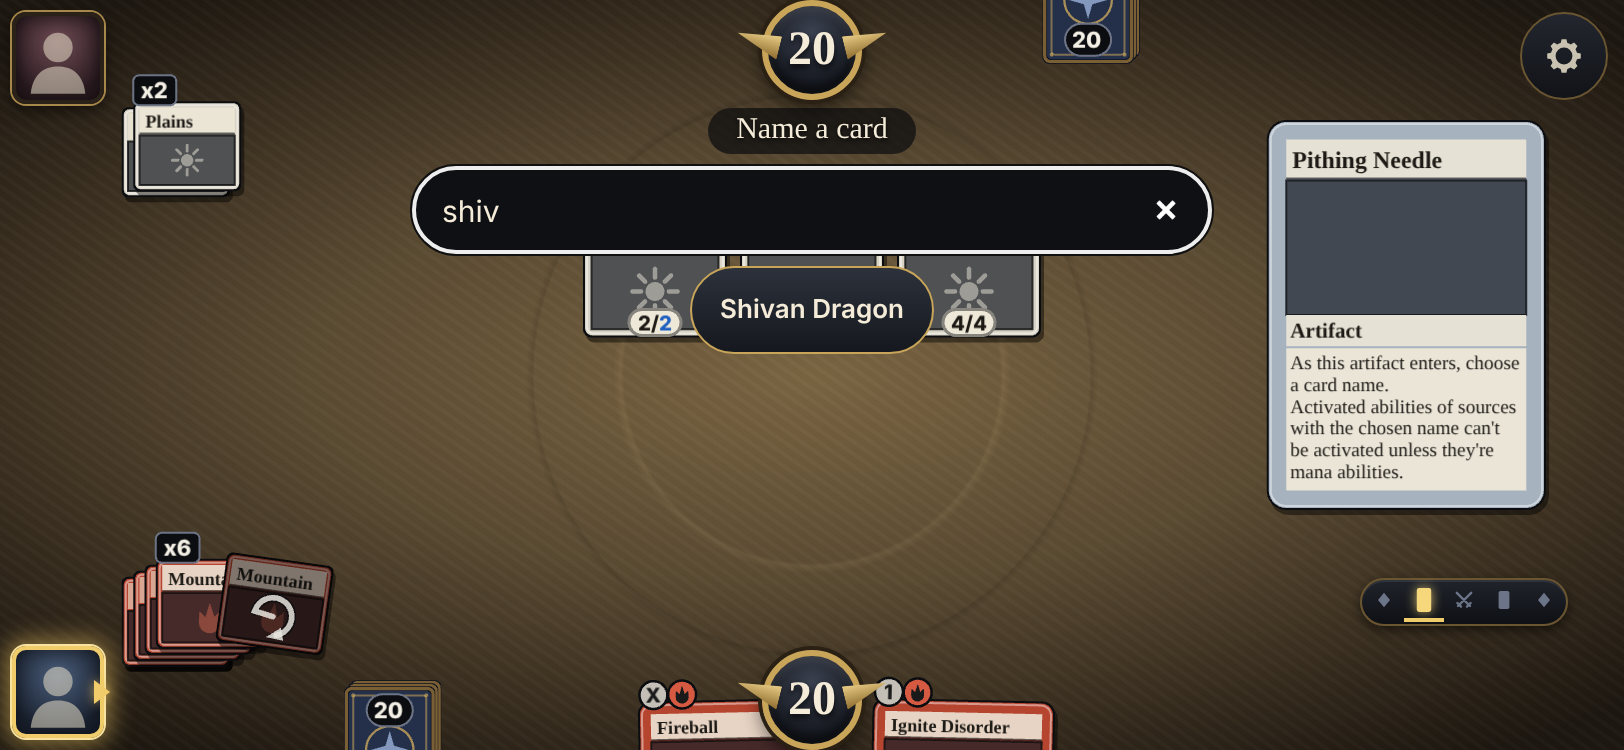 20
20
x2
Plains
Name a card
shiv
Shivan Dragon
2/2
4/4
Pithing Needle
Artifact
As this artifact enters, choose
a card name.
Activated abilities of sources
with the chosen name can't
be activated unless they're
mana abilities.
x6
Mounta
Mountain
20
20
X
Fireball
1
Ignite Disorder